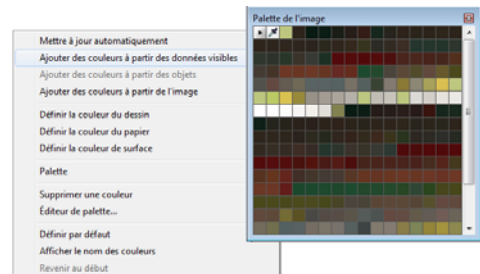 Palette de l'image
Mettre à jour automatiquement
Ajouter des couleurs à partir des données visibles
Ajouter des couleurs à partir des objets
Ajouter des couleurs à partir de l'image
Définir la couleur du dessin
Définir la couleur du papier
Définir la couleur de surface
Palette
Supprimer une couleur
Éditeur de palette...
Définir par défaut
Afficher le nom des couleurs
Revenir au début